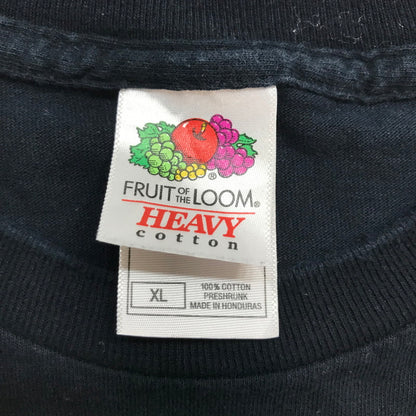 ®
FRUIT OF THE LOOM®
HEAVY
cotton
XL
100% COTTON
PRESHRUNK
MADE IN HONDURAS